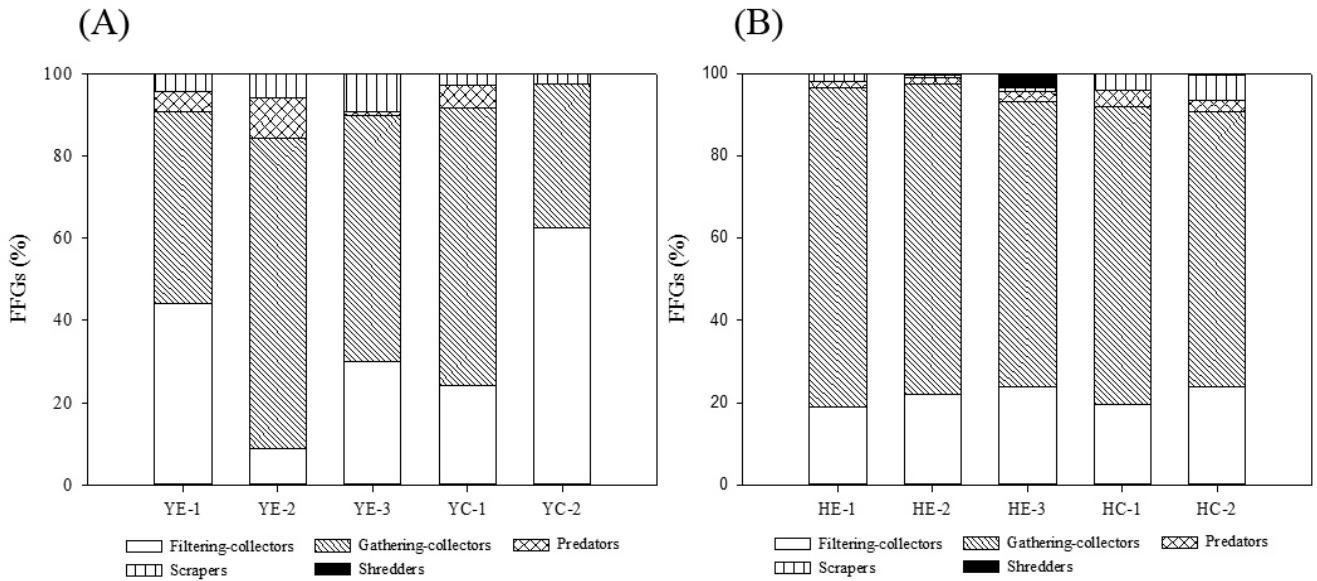 (A)
FFGs (%)
100
80
60
40
20
0
YE-1 YE-2 YE-3 YC-1 YC-2
Filtering-collectors Gathering-collectors Predators
Scrapers Shredders
(B)
FFGs (%)
100
80
60
40
20
0
HE-1 HE-2 HE-3 HC-1 HC-2
Filtering-collectors Gathering-collectors Predators
Scrapers Shredders